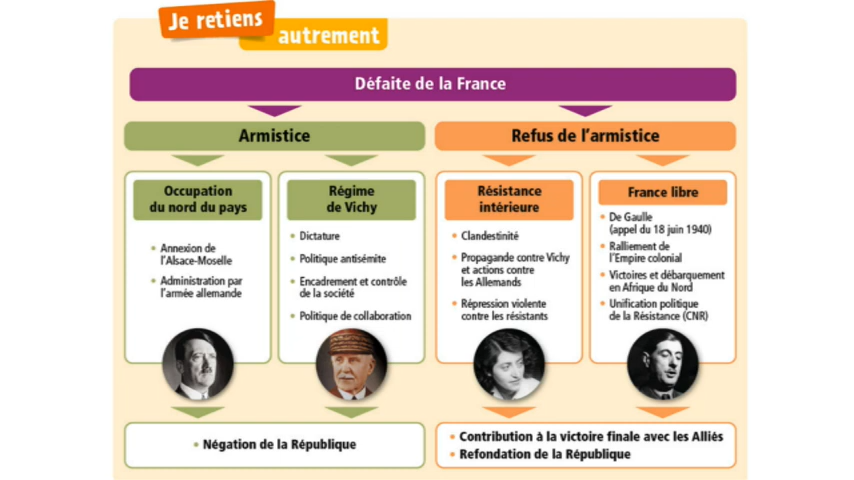 Je retiens
autrement
Défaite de la France
Armistice
Refus de l'armistice
Occupation
du nord du pays
• Annexion de
l'Alsace-Moselle
• Administration par
l'armée allemande
Régime
de Vichy
• Dictature
• Politique antisémite
• Encadrement et contrôle
de la société
• Politique de collaboration
Résistance
intérieure
• Clandestinité
• Propagande contre Vichy
et actions contre
les Allemands
• Répression violente
contre les résistants
France libre
• De Gaulle
(appel du 18 juin 1940)
• Ralliement de
l'Empire colonial
• Victoires et débarquement
en Afrique du Nord
• Unification politique
de la Résistance (CNR)
• Négation de la République
• Contribution à la victoire finale avec les Alliés
• Refondation de la République